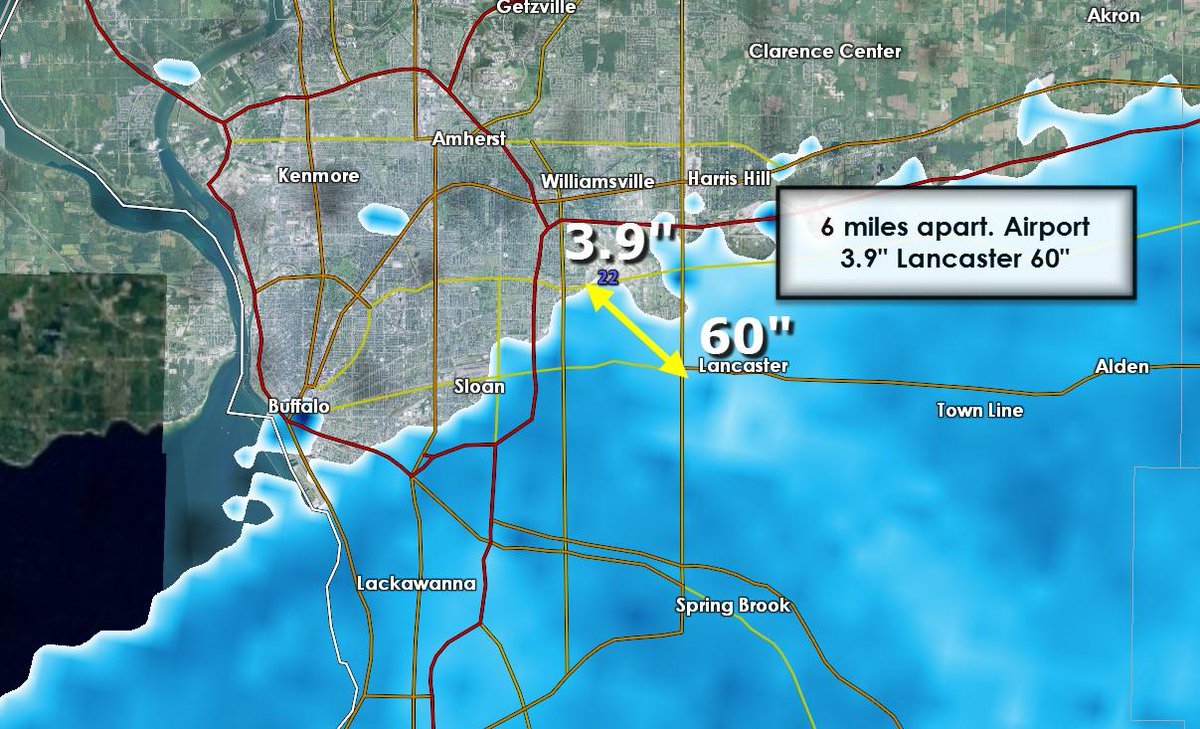 Getzville
Akron
Clarence Center
Amherst
Kenmore
Williamsville
Harris Hill
6 miles apart. Airport
3.9" Lancaster 60"
3.9"
22
60"
Lancaster
Alden
Sloan
Buffalo
Town Line
Lackawanna
Spring Brook